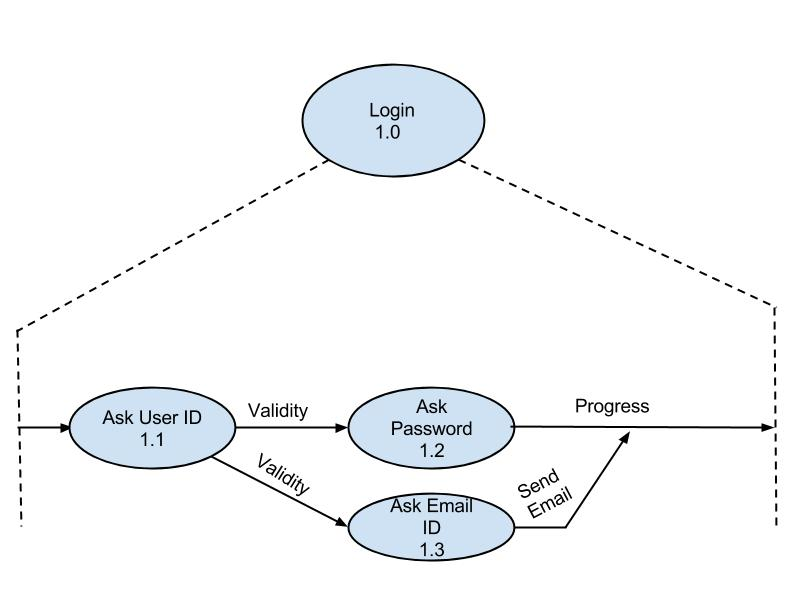 Login
1.0
Ask User ID
1.1
Validity
Ask
Password
1.2
Progress
Validity
Ask Email
ID
1.3
Send
Email